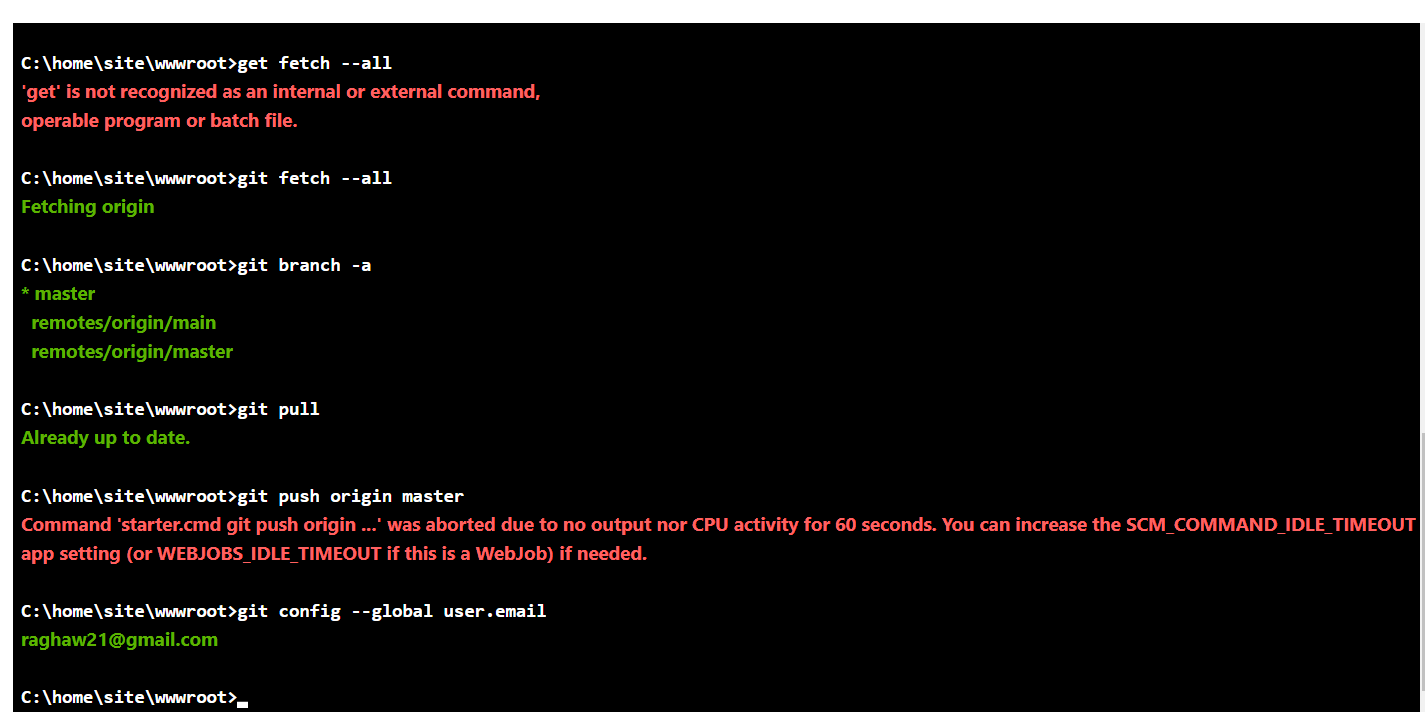 C:\home\site\wwwroot>get fetch --all
'get' is not recognized as an internal or external command,
operable program or batch file.
C:\home\site\wwwroot>git fetch --all
Fetching origin
C:\home\site\wwwroot>git branch -a
* master
  remotes/origin/main
  remotes/origin/master
C:\home\site\wwwroot>git pull
Already up to date.
C:\home\site\wwwroot>git push origin master
Command 'starter.cmd git push origin ...' was aborted due to no output nor CPU activity for 60 seconds. You can increase the SCM_COMMAND_IDLE_TIMEOUT
app setting (or WEBJOBS_IDLE_TIMEOUT if this is a WebJob) if needed.
C:\home\site\wwwroot>git config --global user.email
raghaw21@gmail.com
C:\home\site\wwwroot>